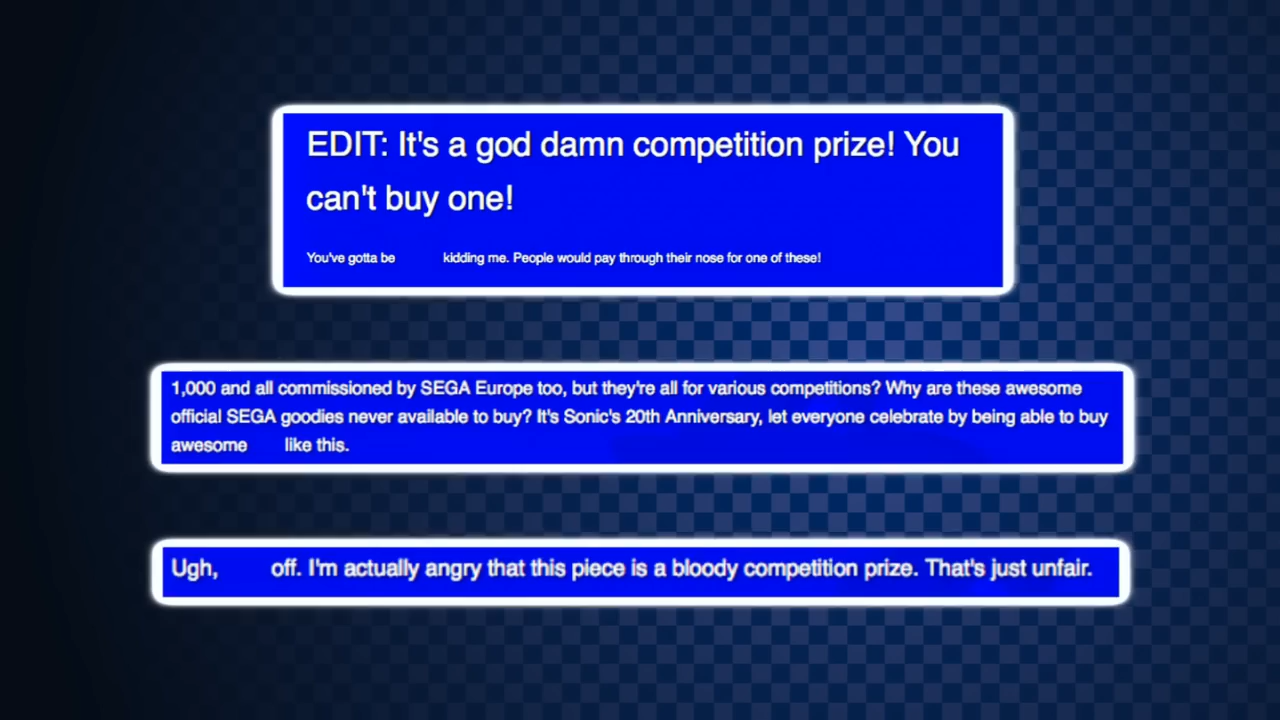 EDIT: It's a god damn competition prize! You
can't buy one!
You've gotta be kidding me. People would pay through their nose for one of these!
1,000 and all commissioned by SEGA Europe too, but they're all for various competitions? Why are these awesome
official SEGA goodies never available to buy? It's Sonic's 20th Anniversary, let everyone celebrate by being able to buy
awesome like this.
Ugh, off. I'm actually angry that this piece is a bloody competition prize. That's just unfair.